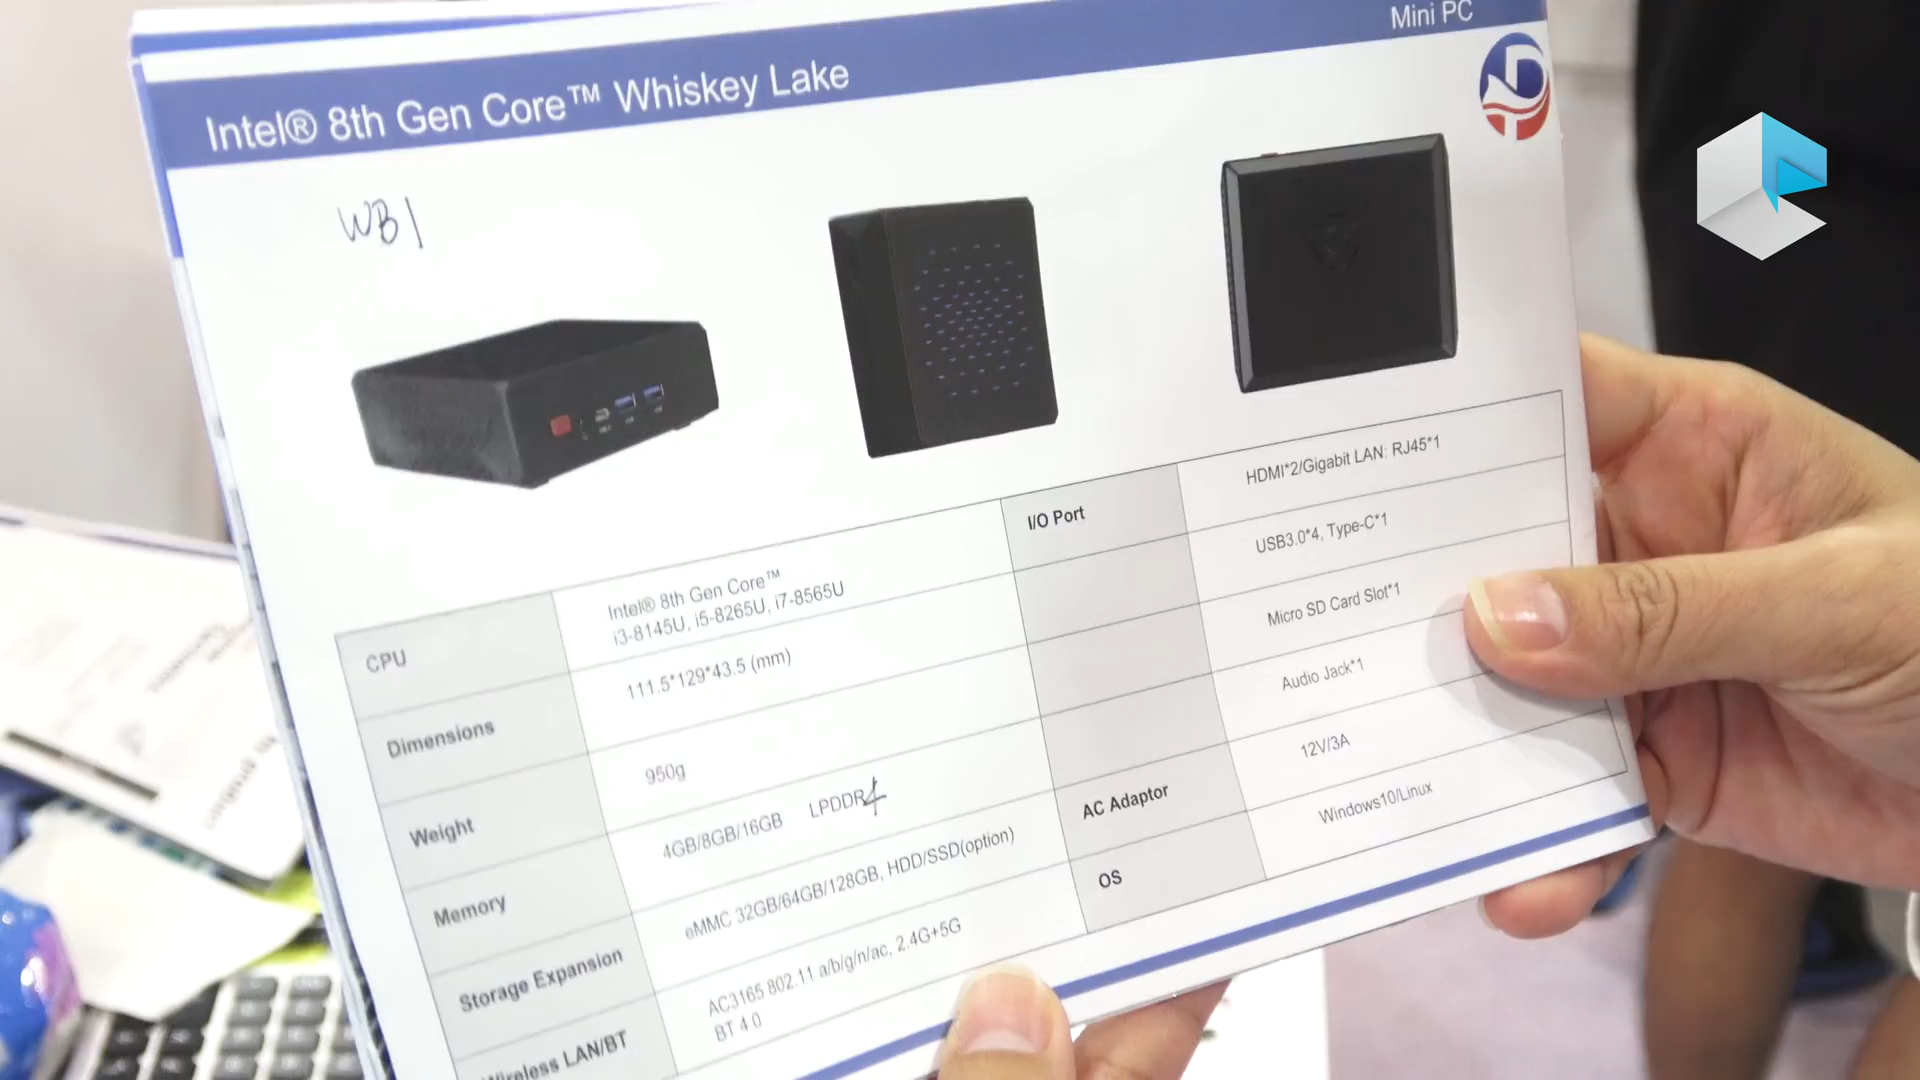 Mini PC
Intel® 8th Gen Core™ Whiskey Lake
WB1
CPU
Intel® 8th Gen Core™
i3-8145U, i5-8265U, i7-8565U
Dimensions
111.5*129*43.5 (mm)
Weight
950g
Memory
4GB/8GB/16GB LPDDR4
Storage Expansion
eMMC 32GB/64GB/128GB, HDD/SSD(option)
Wireless LAN/BT
AC3165 802.11 a/b/g/n/ac, 2.4G+5G
BT 4.0
I/O Port
HDMI*2/Gigabit LAN: RJ45*1
USB3.0*4, Type-C*1
Micro SD Card Slot*1
Audio Jack*1
AC Adaptor
12V/3A
OS
Windows10/Linux